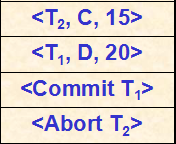 <T₂, C, 15>
<T₁, D, 20>
<Commit T₁>
<Abort T₂>